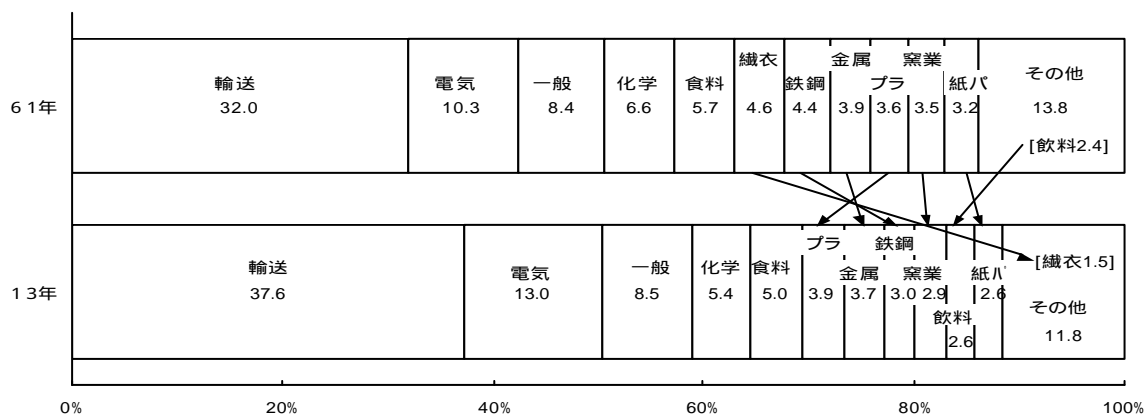 61年
輸送
32.0
電気
10.3
一般
8.4
化学
6.6
食料
5.7
繊衣
4.6
鉄鋼
4.4
金属
3.9
プラ
3.6
窯業
3.5
紙パ
3.2
その他
13.8
[飲料2.4]
13年
輸送
37.6
電気
13.0
一般
8.5
化学
5.4
食料
5.0
プラ
3.9
金属
3.7
鉄鋼
3.0
窯業
2.9
飲料
2.6
紙パ
2.6
[繊衣1.5]
その他
11.8
0%
20%
40%
60%
80%
100%